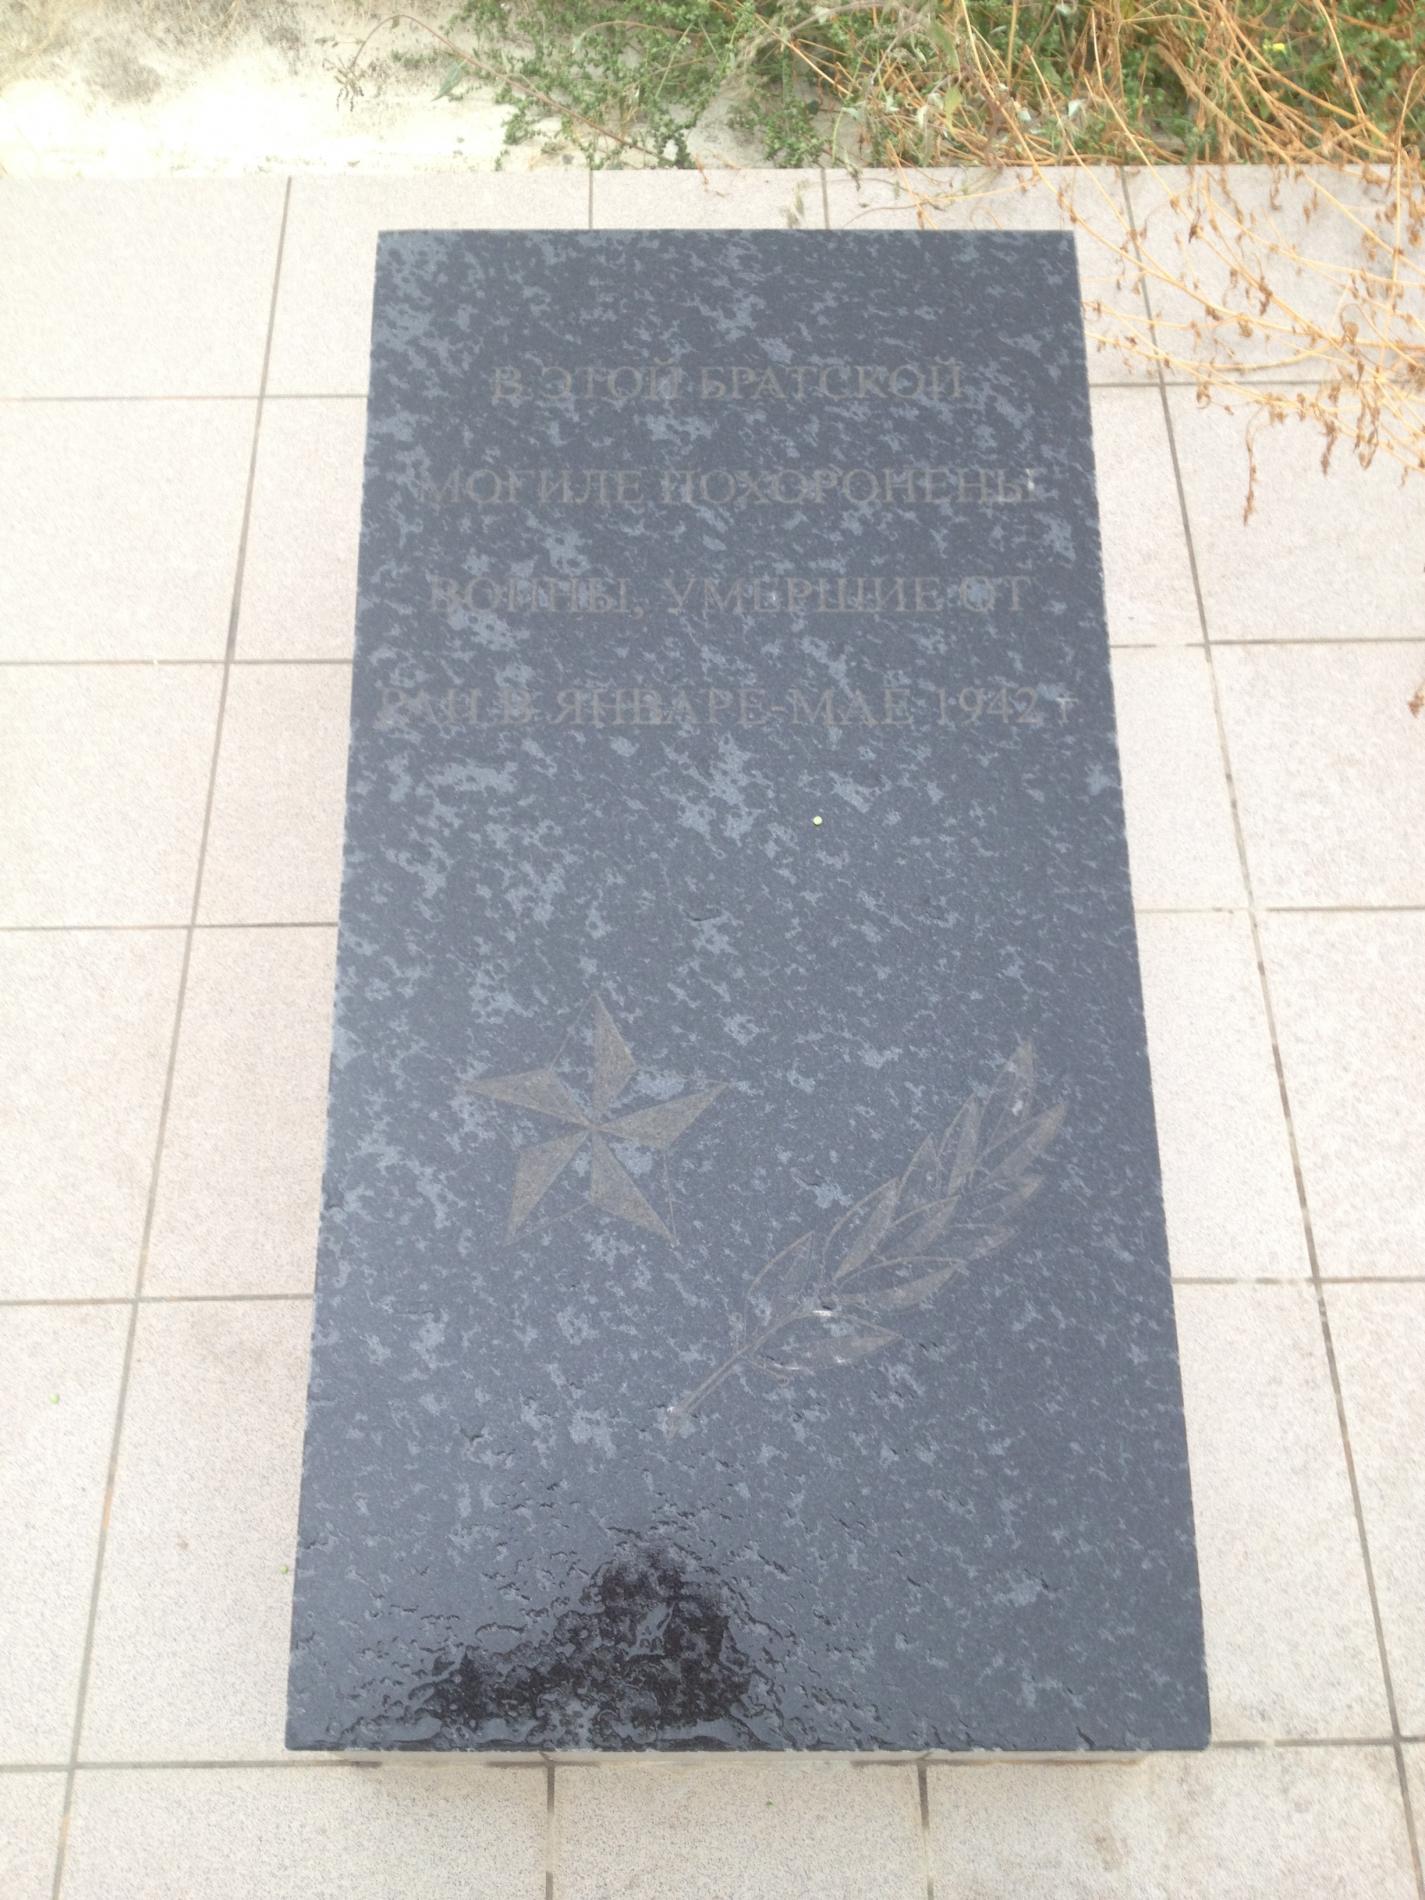 В ЭТОЙ БРАТСКОЙ
МОГИЛЕ ПОХОРОНЕНЫ
ВОИНЫ, УМЕРШИЕ ОТ
РАН В ЯНВАРЕ-МАЕ 1942 г